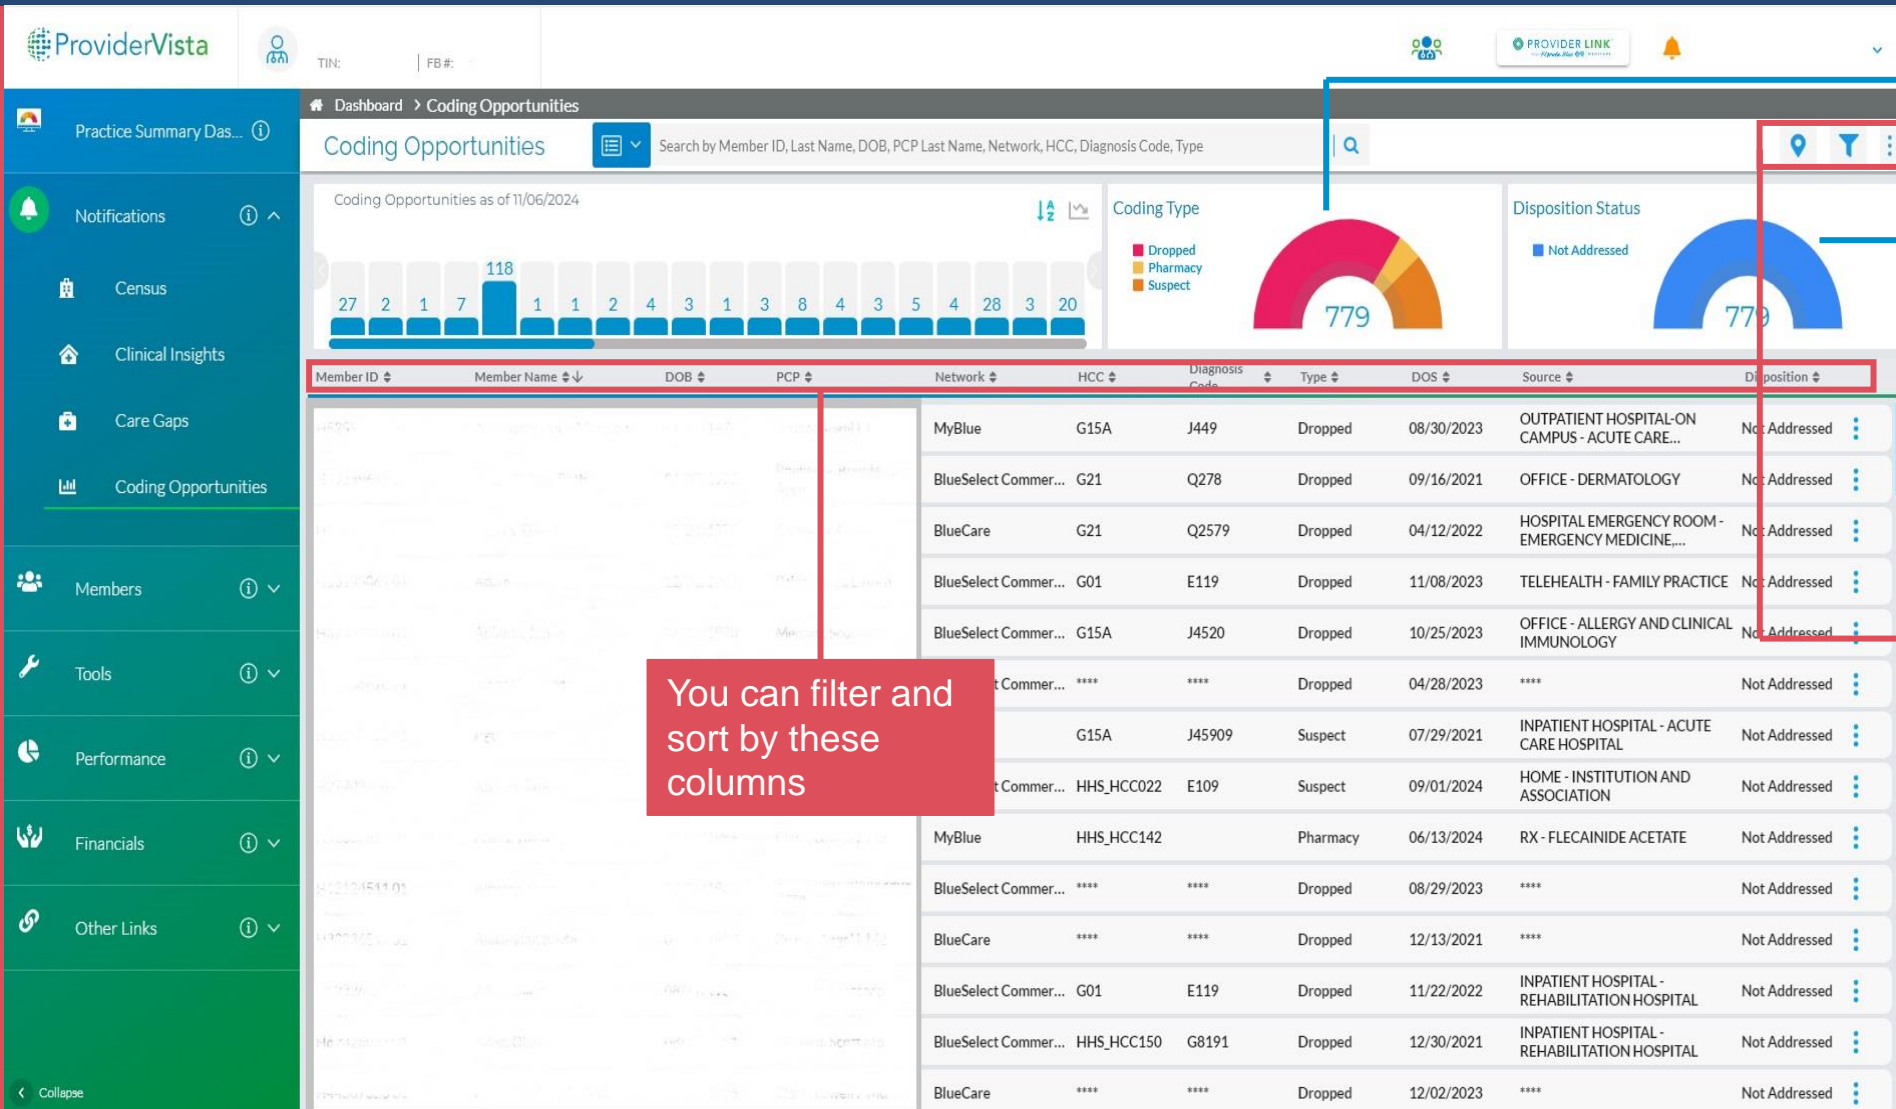 ProviderVista
TIN: | FB#:
PROVIDER LINK
Dashboard > Coding Opportunities
Practice Summary Das...
Notifications
Census
Clinical Insights
Care Gaps
Coding Opportunities
Members
Tools
Performance
Financials
Other Links
Collapse
Coding Opportunities
Search by Member ID, Last Name, DOB, PCP Last Name, Network, HCC, Diagnosis Code, Type
Coding Opportunities as of 11/06/2024
27 2 1 7 118 1 1 2 4 3 1 3 8 4 3 5 4 28 3 20
Coding Type
Dropped
Pharmacy
Suspect
779
Disposition Status
Not Addressed
779
Member ID Member Name DOB PCP Network HCC Diagnosis Code Type DOS Source Disposition
MyBlue G15A J449 Dropped 08/30/2023 OUTPATIENT HOSPITAL-ON CAMPUS - ACUTE CARE... Not Addressed
BlueSelect Commer... G21 Q278 Dropped 09/16/2021 OFFICE - DERMATOLOGY Not Addressed
BlueCare G21 Q2579 Dropped 04/12/2022 HOSPITAL EMERGENCY ROOM - EMERGENCY MEDICINE,... Not Addressed
BlueSelect Commer... G01 E119 Dropped 11/08/2023 TELEHEALTH - FAMILY PRACTICE Not Addressed
BlueSelect Commer... G15A J4520 Dropped 10/25/2023 OFFICE - ALLERGY AND CLINICAL IMMUNOLOGY Not Addressed
t Commer... **** **** Dropped 04/28/2023 **** Not Addressed
G15A J45909 Suspect 07/29/2021 INPATIENT HOSPITAL - ACUTE CARE HOSPITAL Not Addressed
t Commer... HHS_HCC022 E109 Suspect 09/01/2024 HOME - INSTITUTION AND ASSOCIATION Not Addressed
MyBlue HHS_HCC142 Pharmacy 06/13/2024 RX - FLECAINIDE ACETATE Not Addressed
BlueSelect Commer... **** **** Dropped 08/29/2023 **** Not Addressed
BlueCare **** **** Dropped 12/13/2021 **** Not Addressed
BlueSelect Commer... G01 E119 Dropped 11/22/2022 INPATIENT HOSPITAL - REHABILITATION HOSPITAL Not Addressed
BlueSelect Commer... HHS_HCC150 G8191 Dropped 12/30/2021 INPATIENT HOSPITAL - REHABILITATION HOSPITAL Not Addressed
BlueCare **** **** Dropped 12/02/2023 **** Not Addressed
You can filter and
sort by these
columns